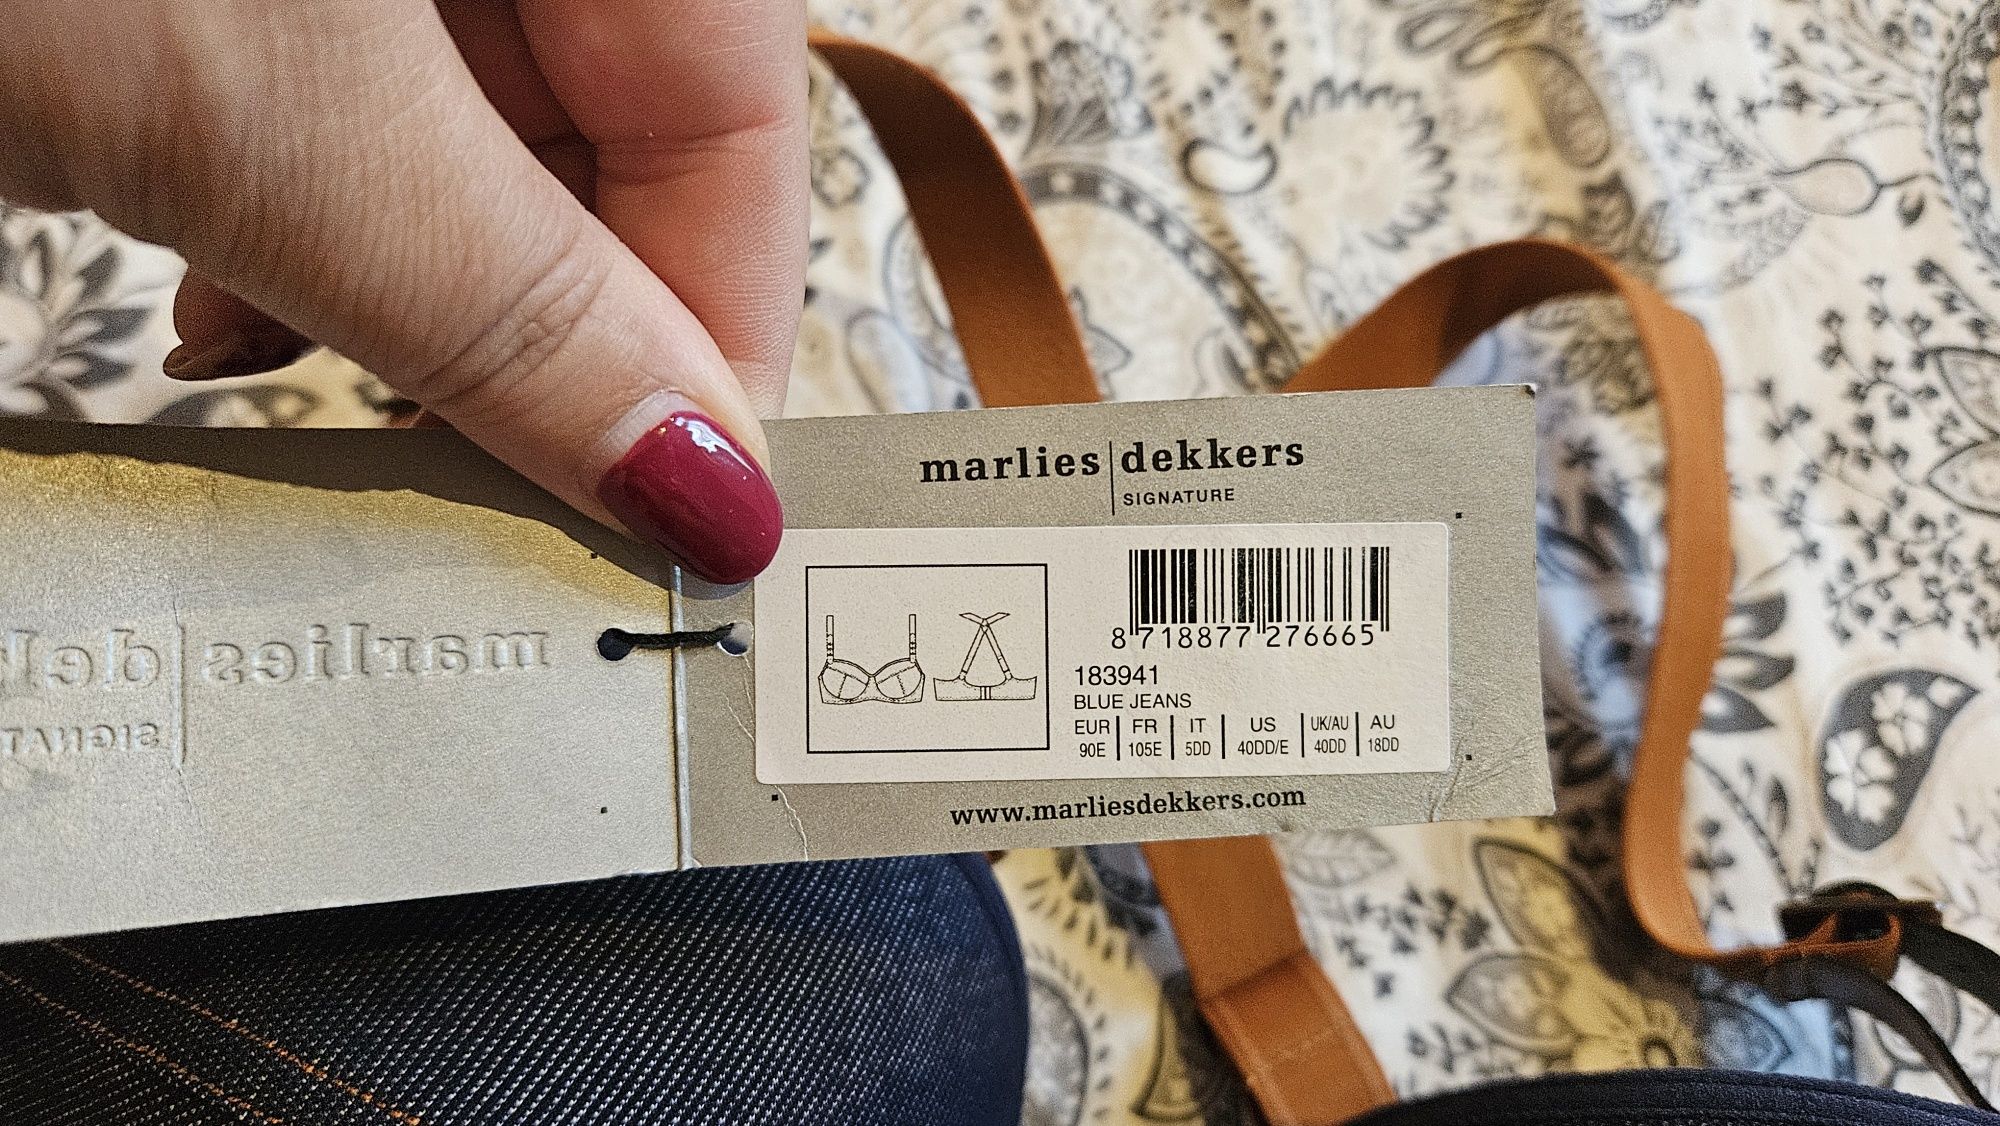 marlies | dekkers
SIGNATURE
8 718877 276665
183941
BLUE JEANS
EUR | FR | IT | US | UK/AU | AU
90E | 105E | 5DD | 40DD/E | 40DD | 18DD
www.marliesdekkers.com
marlies | dek
SIGNAT